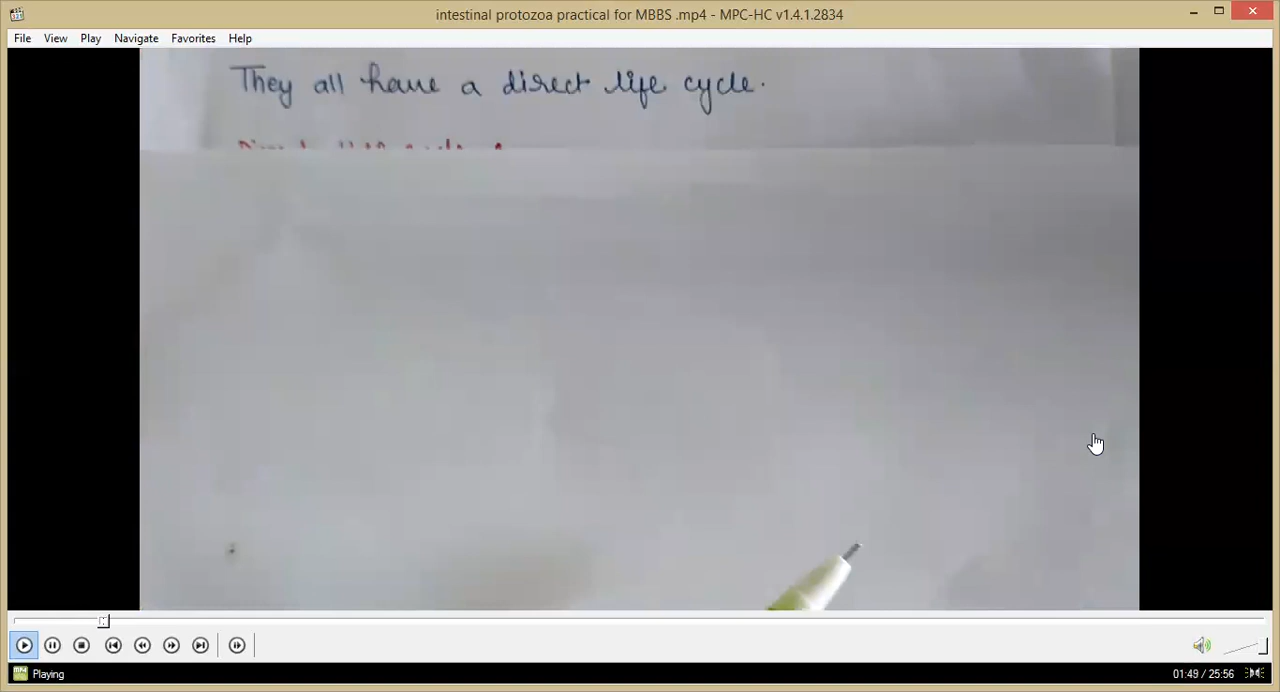 intestinal protozoa practical for MBBS .mp4 - MPC-HC v1.4.1.2834
File View Play Navigate Favorites Help
They all have a direct life cycle.
Playing
01:49 / 25:56